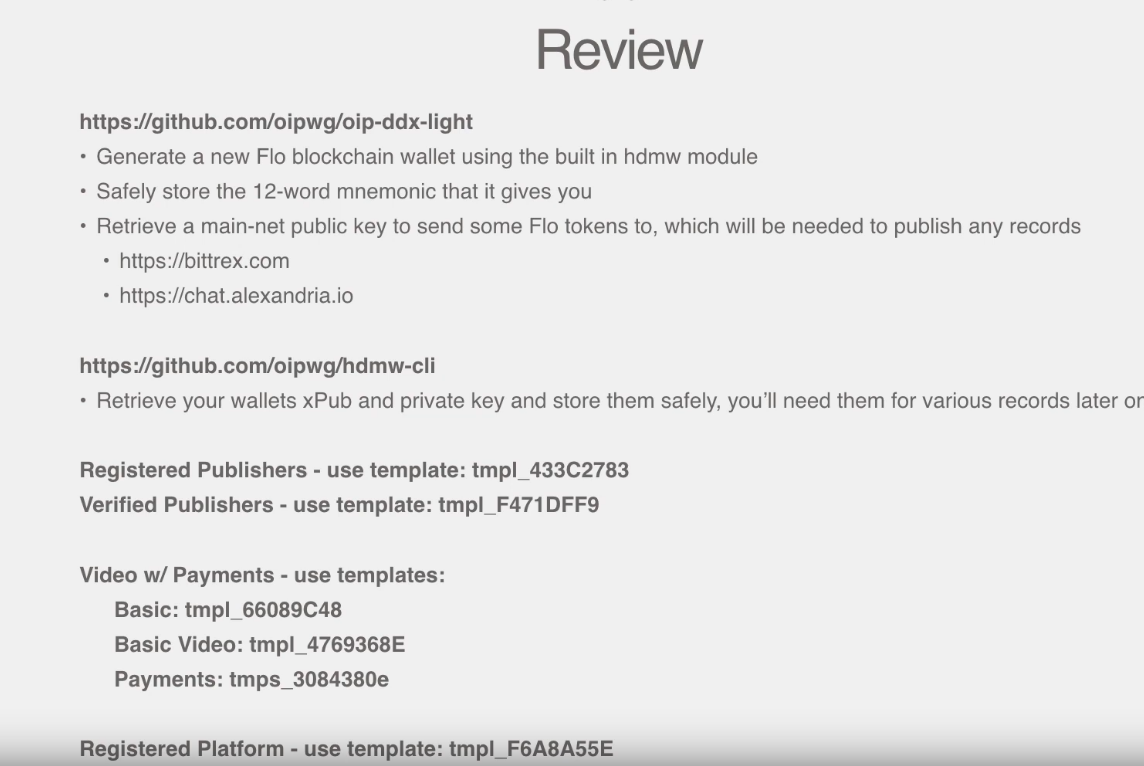 Review
https://github.com/oipwg/oip-ddx-light
• Generate a new Flo blockchain wallet using the built in hdmw module
• Safely store the 12-word mnemonic that it gives you
• Retrieve a main-net public key to send some Flo tokens to, which will be needed to publish any records
• https://bittrex.com
• https://chat.alexandria.io
https://github.com/oipwg/hdmw-cli
• Retrieve your wallets xPub and private key and store them safely, you’ll need them for various records later
Registered Publishers - use template: tmpl_433C2783
Verified Publishers - use template: tmpl_F471DFF9
Video w/ Payments - use templates:
Basic: tmpl_66089C48
Basic Video: tmpl_4769368E
Payments: tmps_3084380e
Registered Platform - use template: tmpl_F6A8A55E